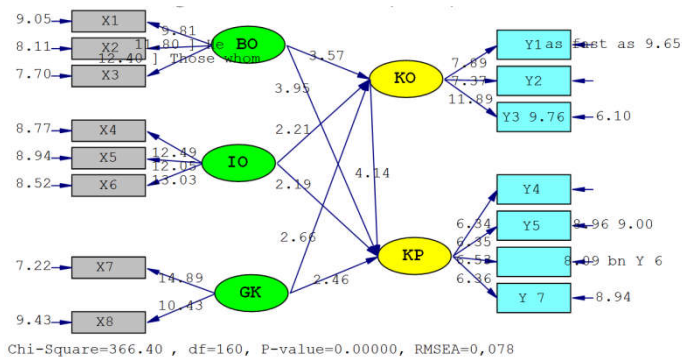 9.05 X1 9.81 BO 3.57 KO 7.89 Y1 as fast as 9.65
8.11 X2 11.80 ] He 7.37 Y2
7.70 X3 12.40 ] Those whom 3.95 11.89 Y3 9.76 6.10
8.77 X4 2.21
8.94 X5 12.49 IO
12.05
8.52 X6 13.03 2.19 4.14 Y4
6.34 Y5 8.96 9.00
2.66 KP 6.35
7.22 X7 14.89 2.46 6.53 8.09 bn Y 6
GK 6.36 Y 7 8.94
9.43 X8 10.43
Chi-Square=366.40 , df=160, P-value=0.00000, RMSEA=0,078